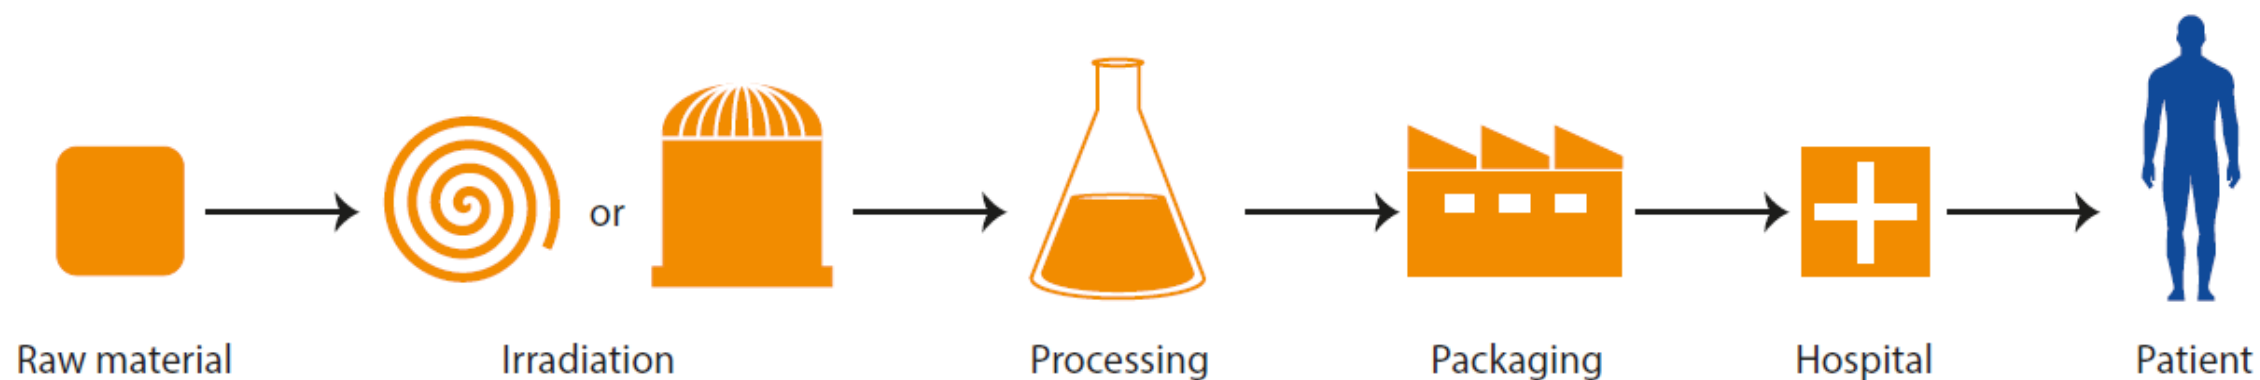 or
Raw material
Irradiation
Processing
Packaging
Hospital
Patient